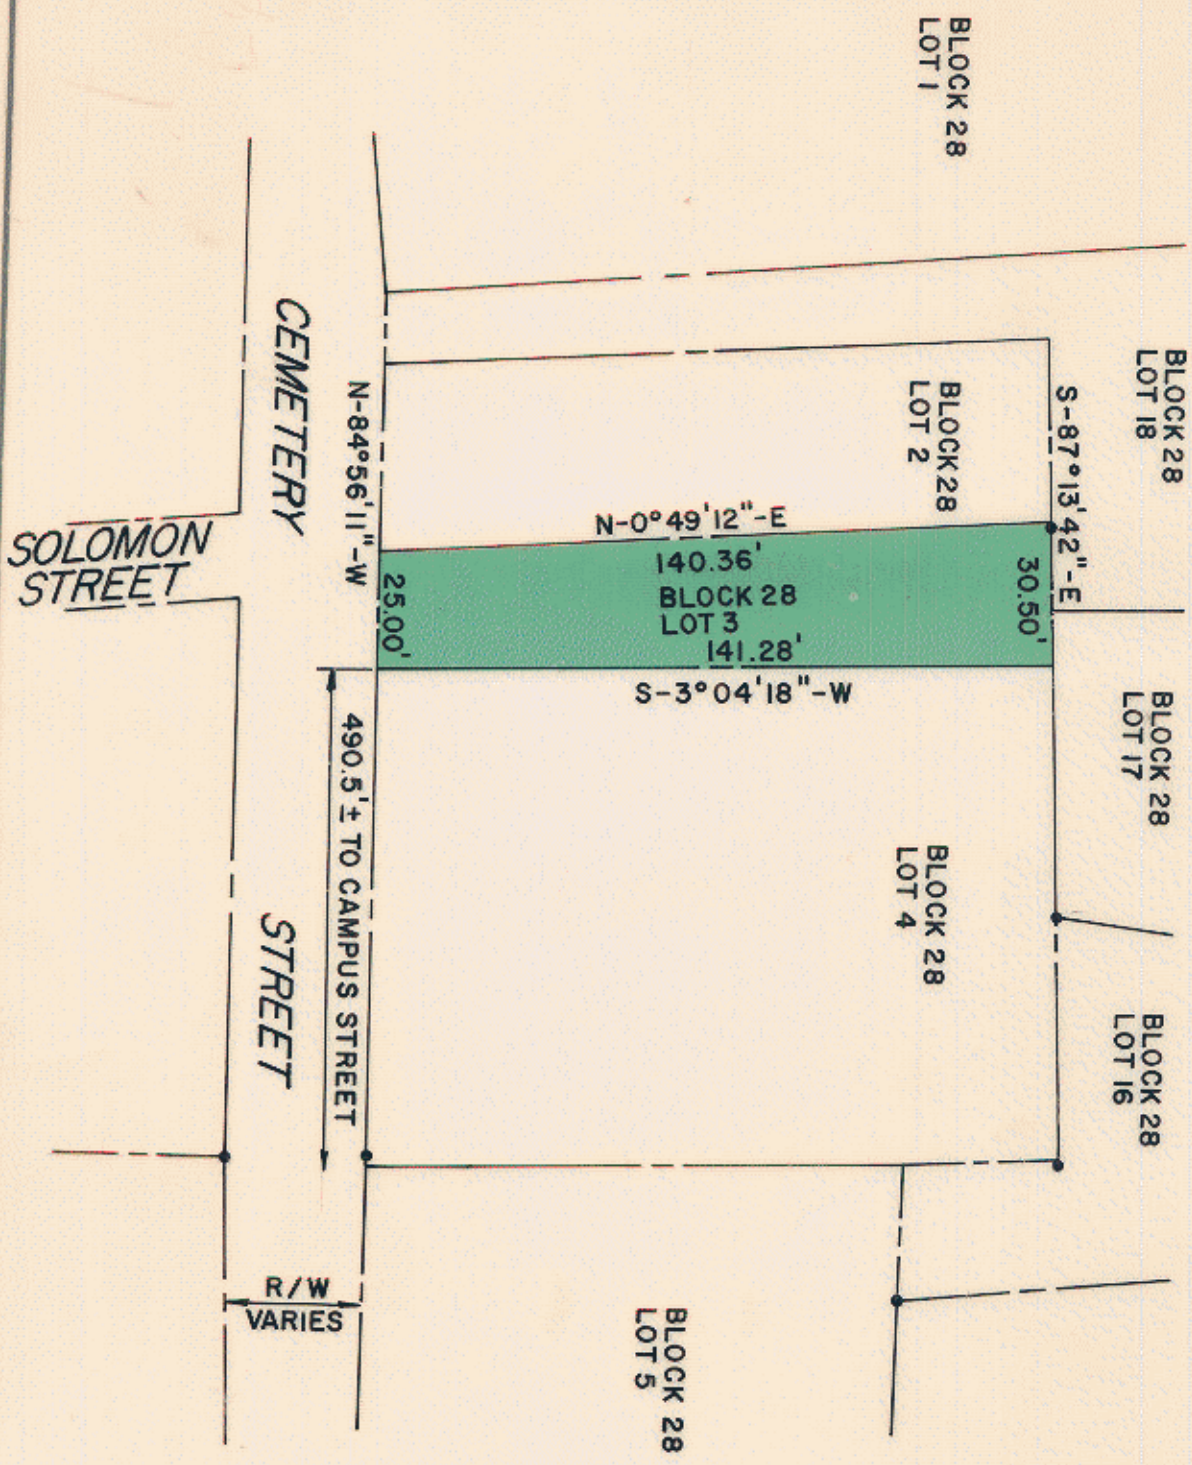 BLOCK 28
LOT 1
BLOCK 28
LOT 18
BLOCK 28
LOT 2
S-87°13'42"-E
CEMETERY
N-84°56'11"-W
N-0°49'12"-E
140.36'
BLOCK 28
LOT 3
141.28'
S-3°04'18"-W
25.00'
30.50'
SOLOMON
STREET
BLOCK 28
LOT 17
490.5'± TO CAMPUS STREET
BLOCK 28
LOT 4
STREET
BLOCK 28
LOT 16
R/W
VARIES
BLOCK 28
LOT 5